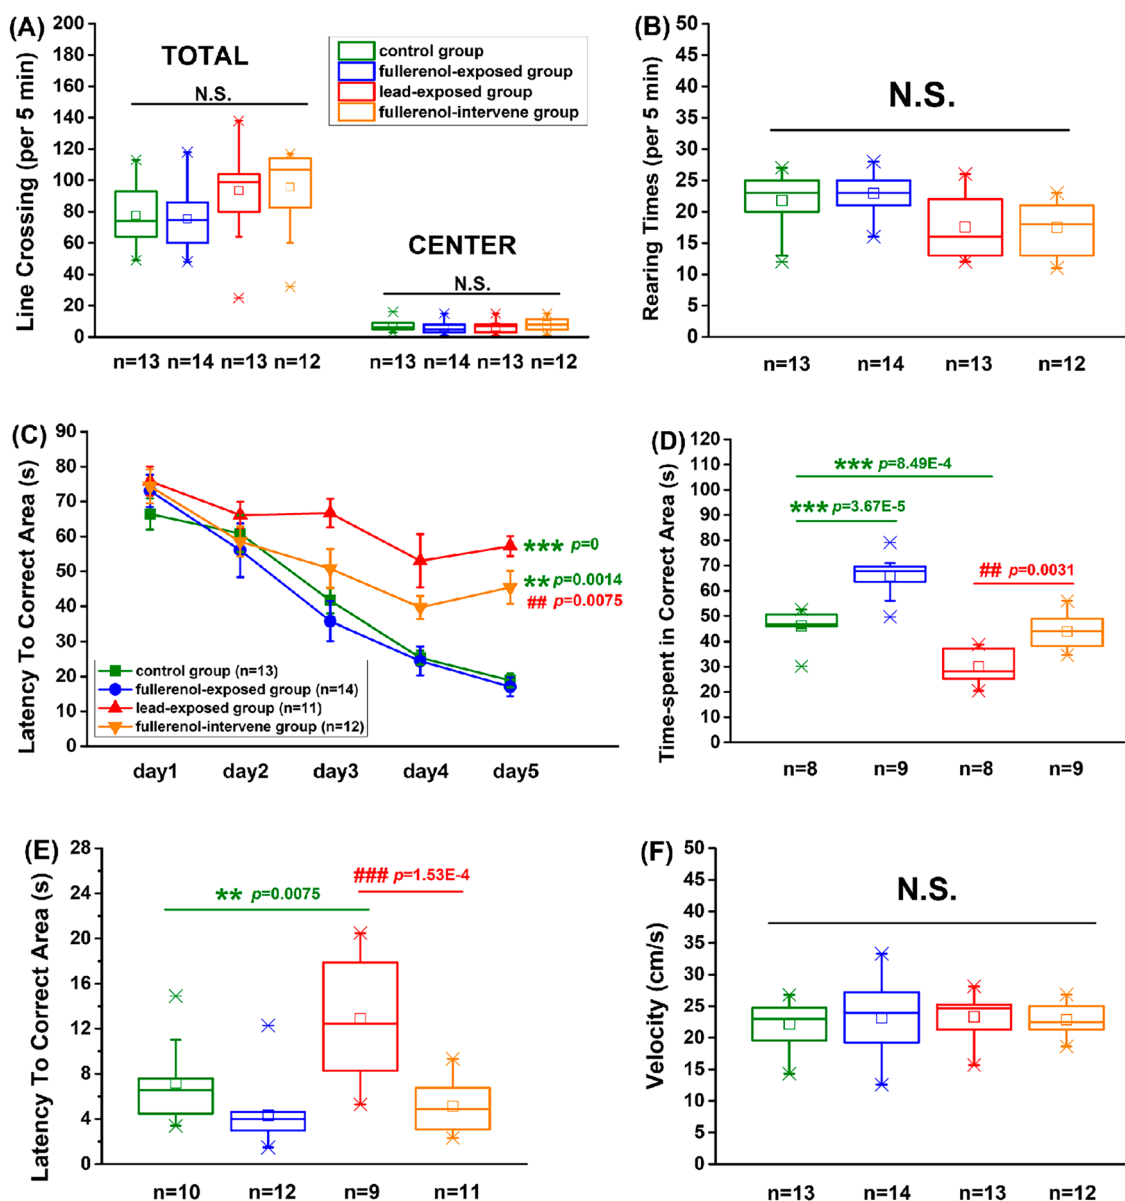 (A)
Line Crossing (per 5 min)
200
180
160
140
120
100
80
60
40
20
0
TOTAL
N.S.
control group
fullerenol-exposed group
lead-exposed group
fullerenol-intervene group
CENTER
N.S.
n=13 n=14 n=13 n=12 n=13 n=14 n=13 n=12
(B)
Rearing Times (per 5 min)
50
45
40
35
30
25
20
15
10
5
0
N.S.
n=13 n=14 n=13 n=12
(C)
Latency To Correct Area (s)
90
80
70
60
50
40
30
20
10
0
*** p=0
** p=0.0014
## p=0.0075
control group (n=13)
fullerenol-exposed group (n=14)
lead-exposed group (n=11)
fullerenol-intervene group (n=12)
day1 day2 day3 day4 day5
(D)
Time-spent in Correct Area (s)
120
110
100
90
80
70
60
50
40
30
20
10
0
*** p=8.49E-4
*** p=3.67E-5
## p=0.0031
n=8 n=9 n=8 n=9
(E)
Latency To Correct Area (s)
28
24
20
16
12
8
4
0
** p=0.0075
### p=1.53E-4
n=10 n=12 n=9 n=11
(F)
Velocity (cm/s)
50
45
40
35
30
25
20
15
10
5
0
N.S.
n=13 n=14 n=13 n=12